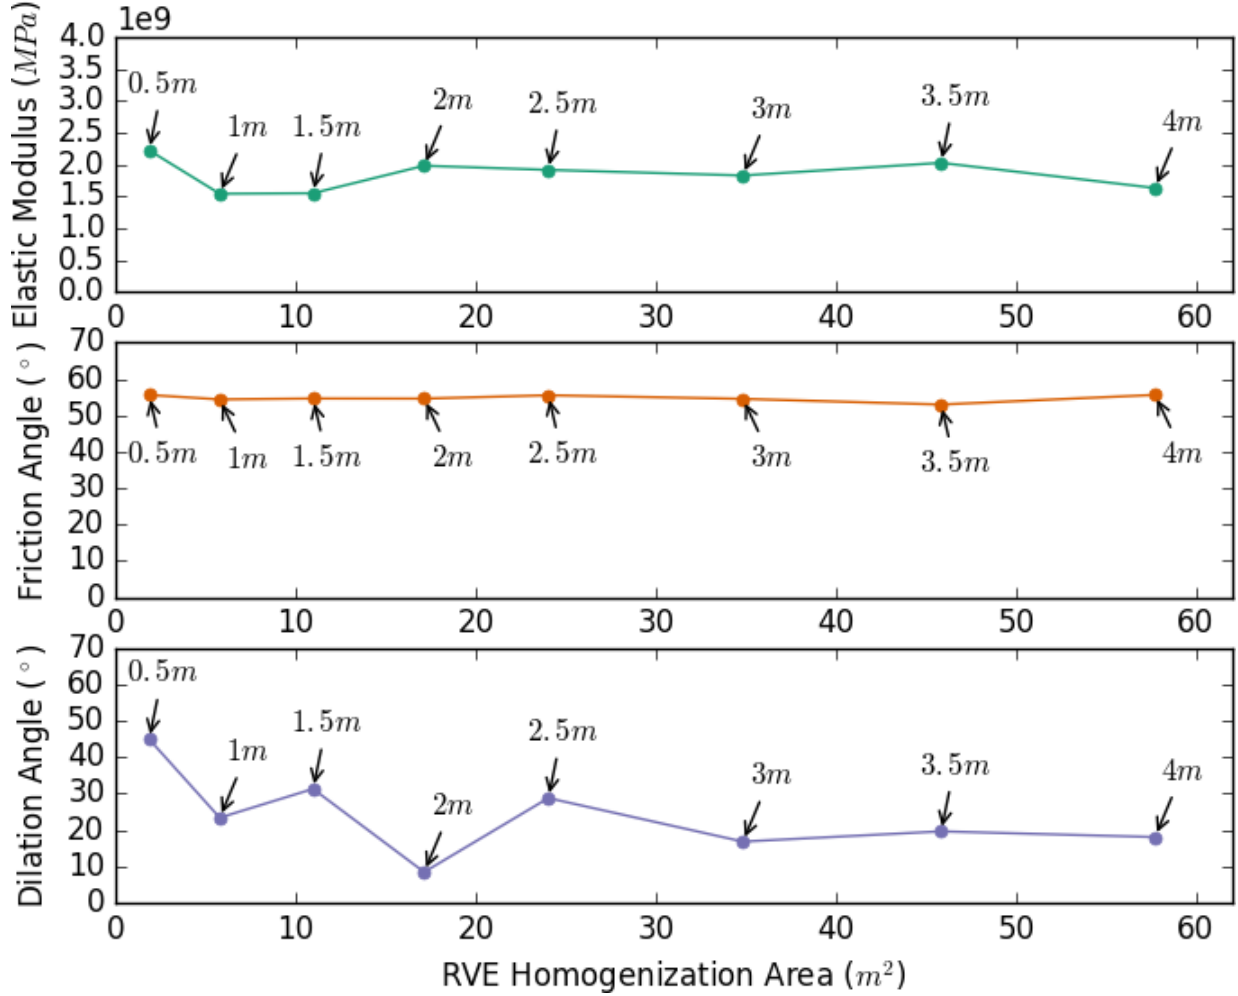 1e9
Elastic Modulus (MPa)
4.0
3.5
3.0
2.5
2.0
1.5
1.0
0.5
0.0
0.5m
1m
1.5m
2m
2.5m
3m
3.5m
4m
0 10 20 30 40 50 60
Friction Angle (°)
70
60
50
40
30
20
10
0
0.5m
1m
1.5m
2m
2.5m
3m
3.5m
4m
0 10 20 30 40 50 60
Dilation Angle (°)
70
60
50
40
30
20
10
0
0.5m
1m
1.5m
2m
2.5m
3m
3.5m
4m
0 10 20 30 40 50 60
RVE Homogenization Area (m²)